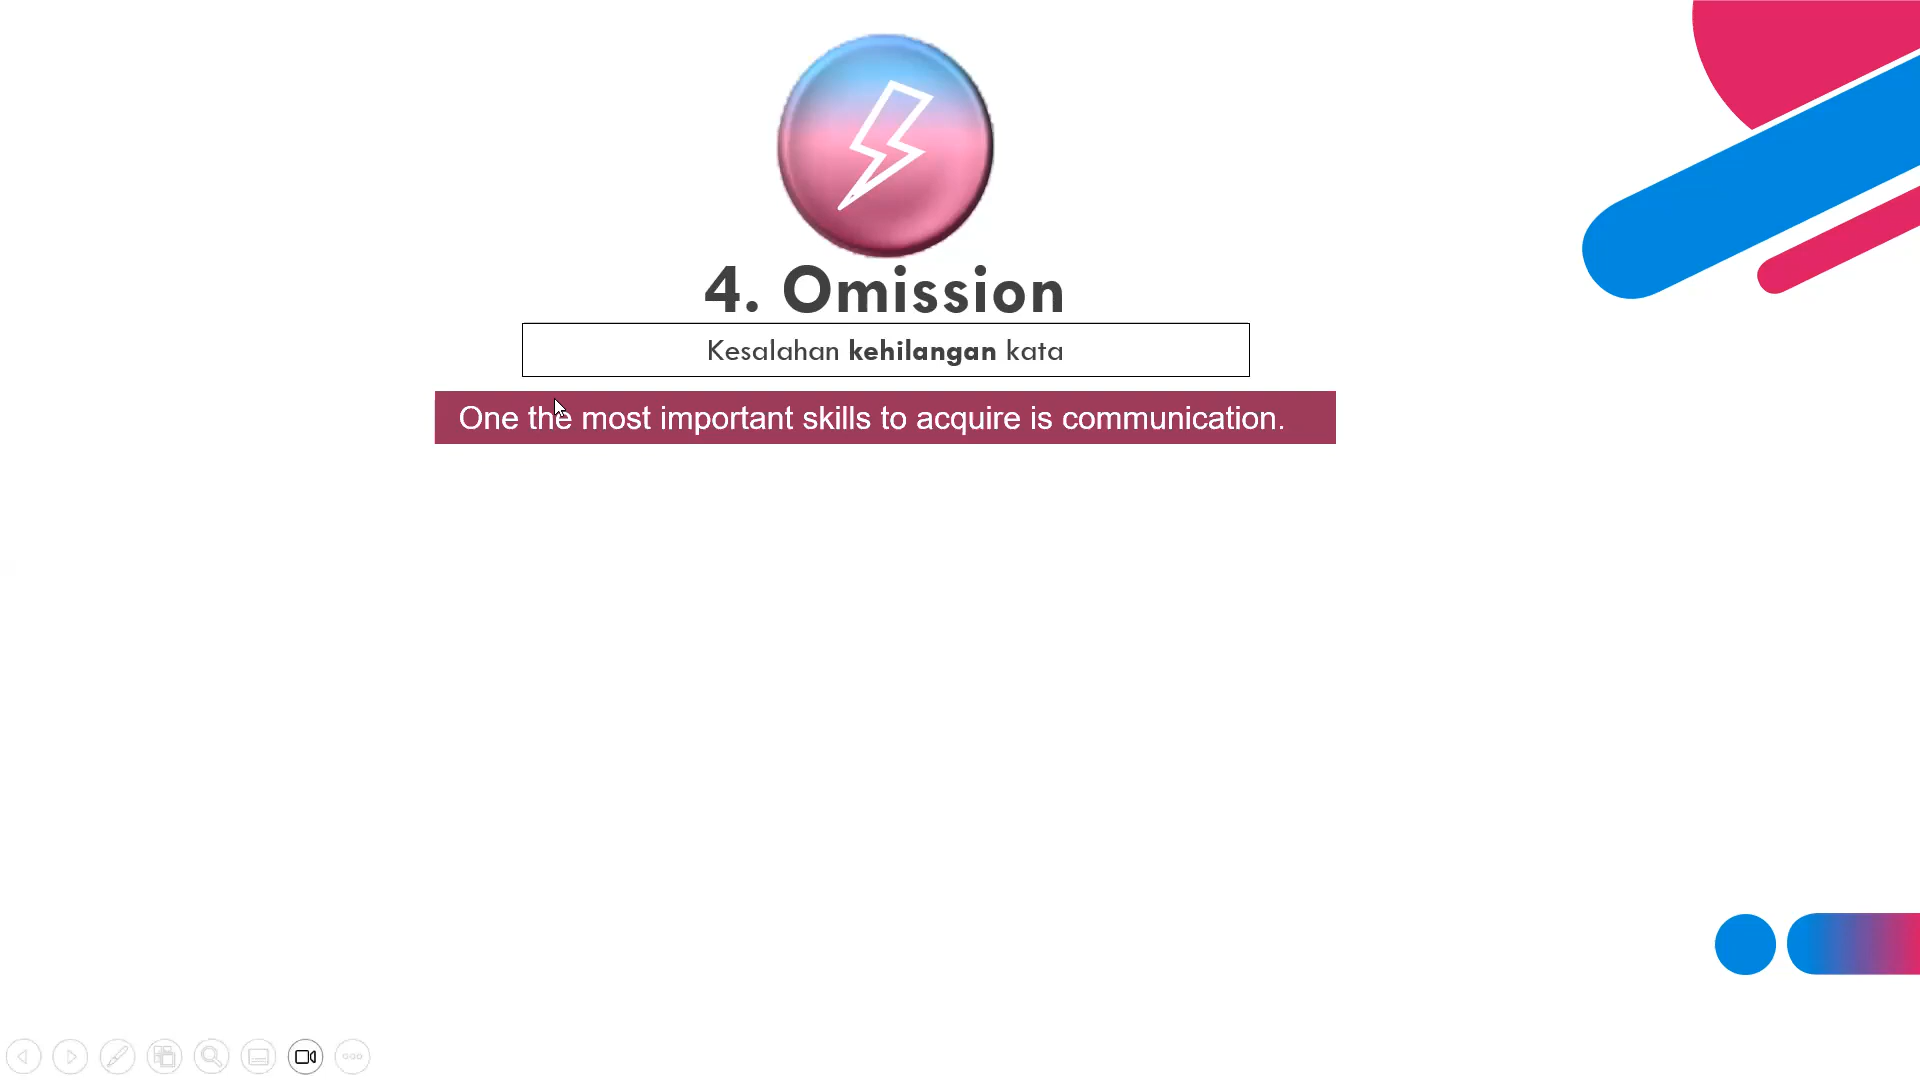 4. Omission
Kesalahan kehilangan kata
One the most important skills to acquire is communication.